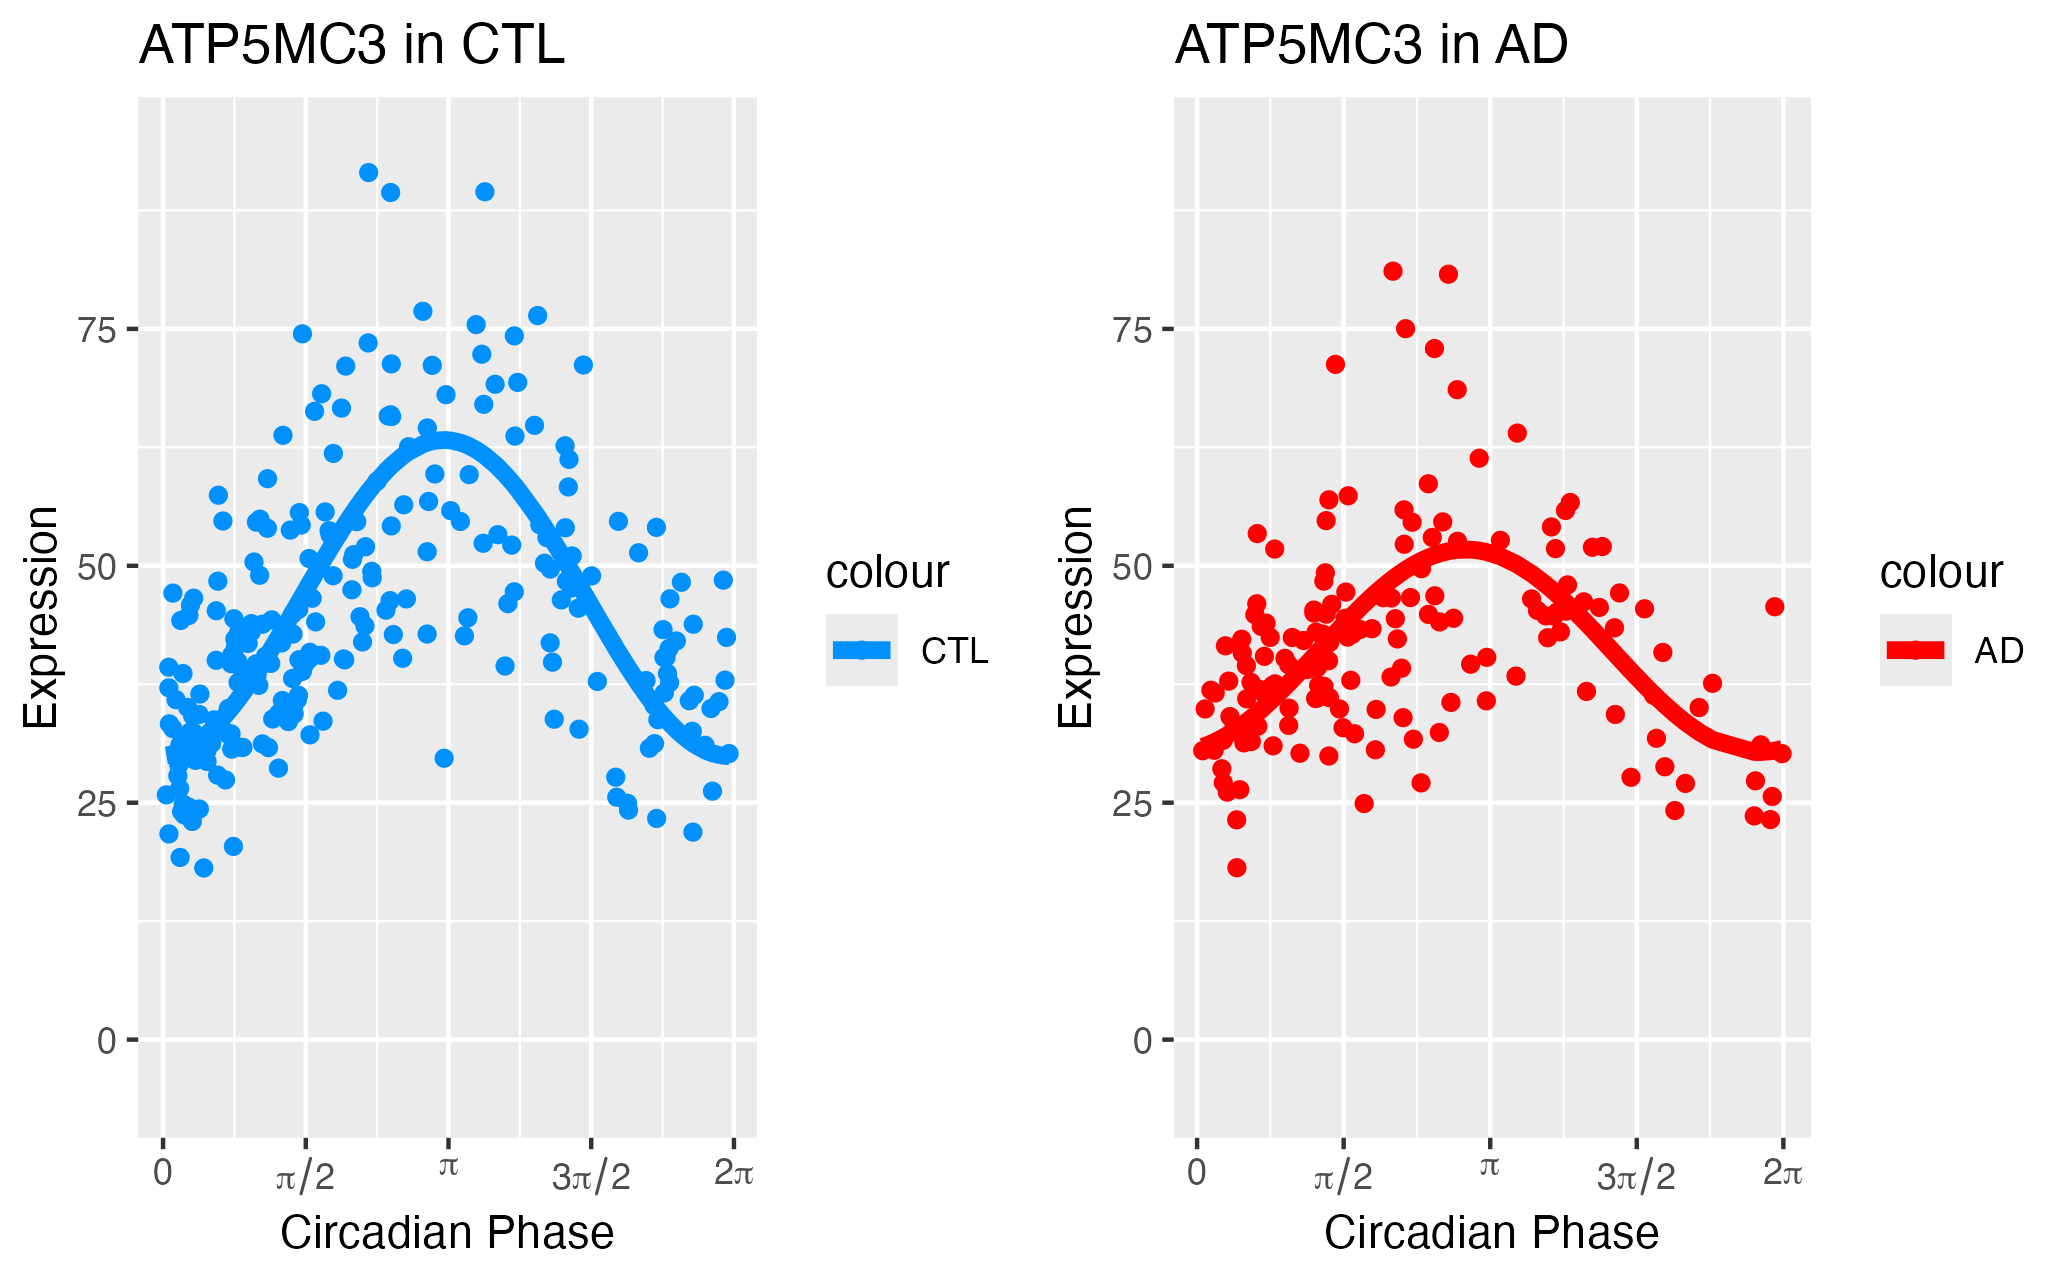 ATP5MC3 in CTL
Expression
75
50
25
0
0
π/2
π
3π/2
2π
Circadian Phase
colour
CTL
ATP5MC3 in AD
Expression
75
50
25
0
0
π/2
π
3π/2
2π
Circadian Phase
colour
AD